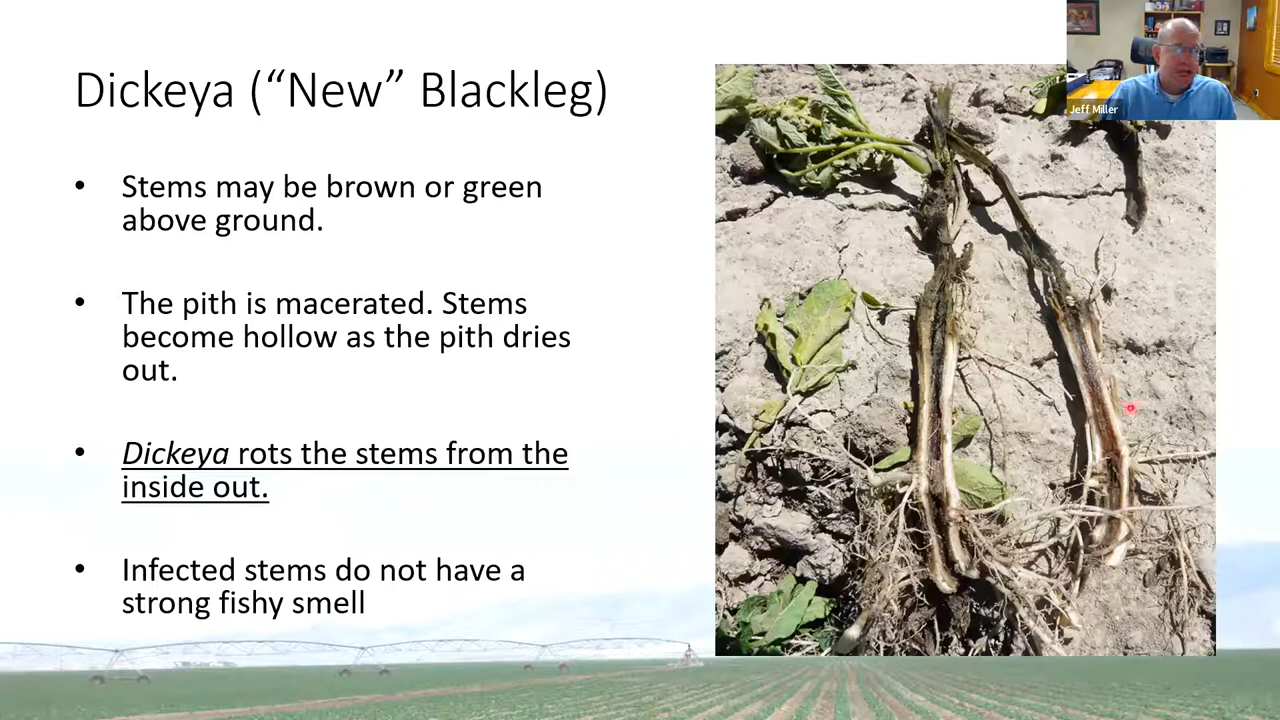 Dickeya (“New” Blackleg)
• Stems may be brown or green
above ground.
• The pith is macerated. Stems
become hollow as the pith dries
out.
• Dickeya rots the stems from the
inside out.
• Infected stems do not have a
strong fishy smell
Jeff Miller